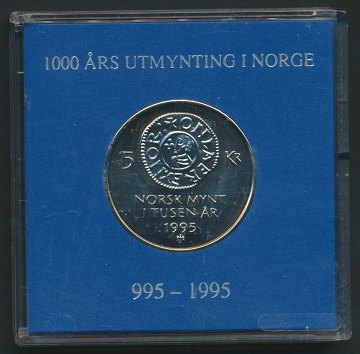 1000 ÅRS UTMYNTING I NORGE
5 KR
NORSK MYNT
I TUSEN ÅR
1995
995 – 1995